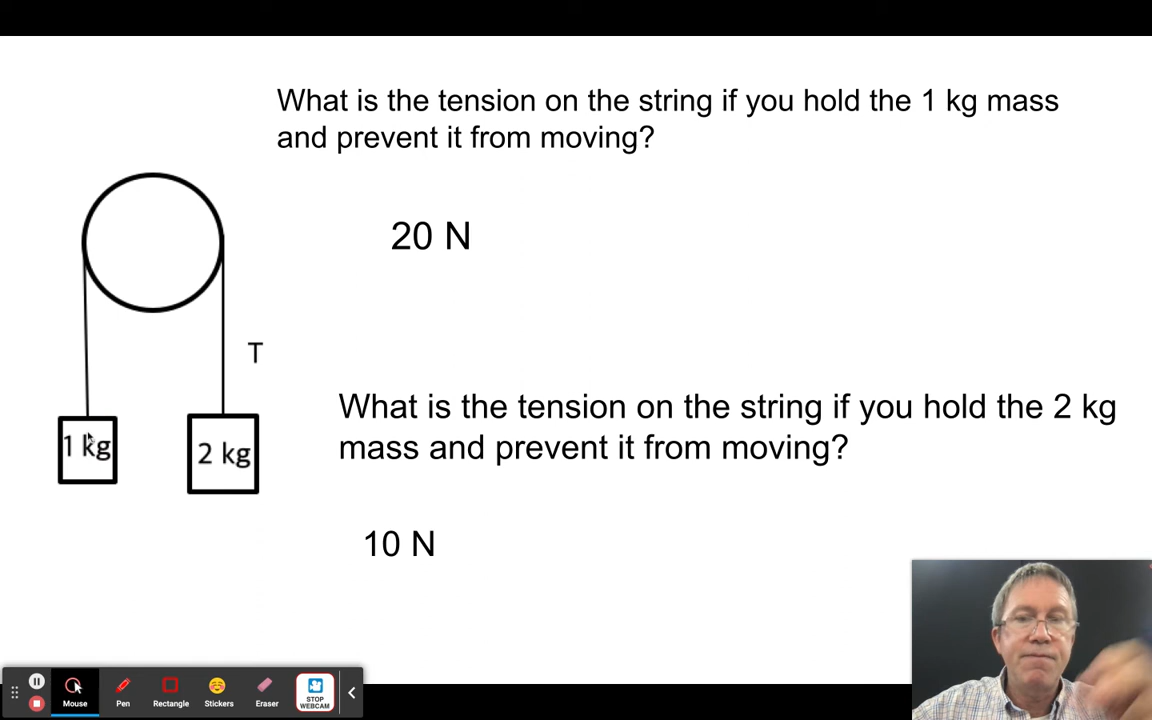 What is the tension on the string if you hold the 1 kg mass
and prevent it from moving?
20 N
T
1 kg
2 kg
What is the tension on the string if you hold the 2 kg
mass and prevent it from moving?
10 N
Mouse
Pen
Rectangle
Stickers
Eraser
STOP
WEBCAM